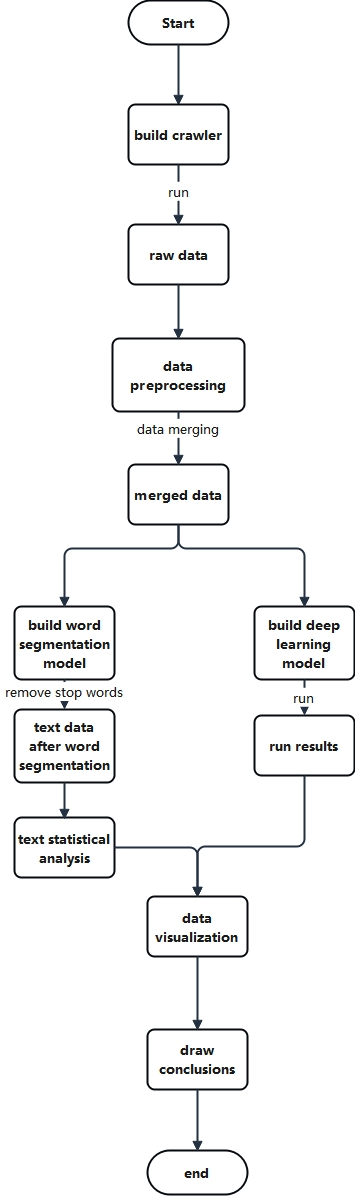 Start
build crawler
run
raw data
data
preprocessing
data merging
merged data
build word
segmentation
model
build deep
learning
model
remove stop words
run
text data
after word
segmentation
run results
text statistical
analysis
data
visualization
draw
conclusions
end